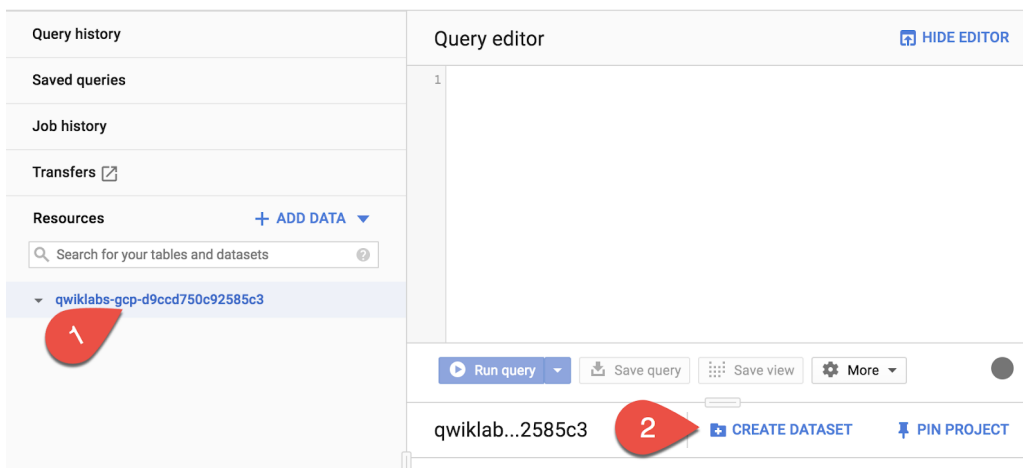 Query history
Saved queries
Job history
Transfers
Resources
ADD DATA
Search for your tables and datasets
?
qwiklabs-gcp-d9ccd750c92585c3
1
Query editor
HIDE EDITOR
1
Run query
Save query
Save view
More
qwiklab...2585c3
2
CREATE DATASET
PIN PROJECT